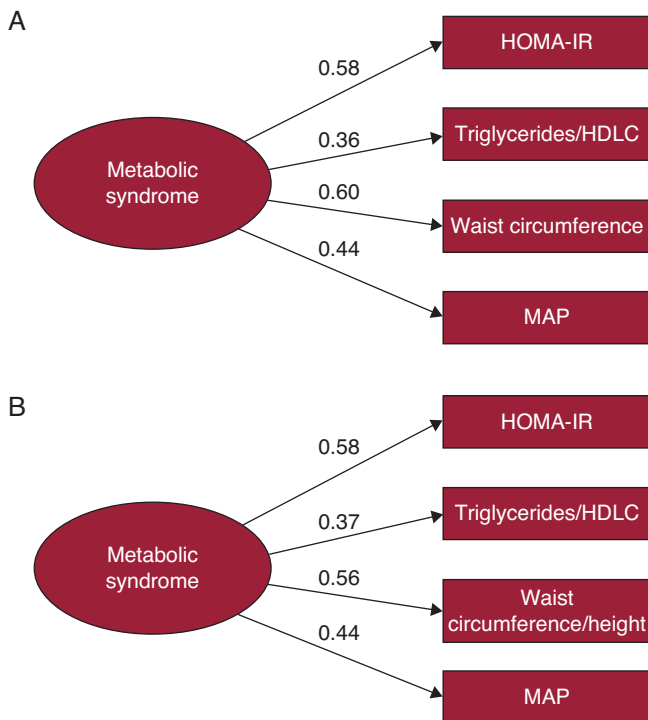 A
HOMA-IR
0.58
Triglycerides/HDLC
0.36
Metabolic
syndrome
0.60
Waist circumference
0.44
MAP
B
HOMA-IR
0.58
Triglycerides/HDLC
0.37
Metabolic
syndrome
0.56
Waist
circumference/height
0.44
MAP